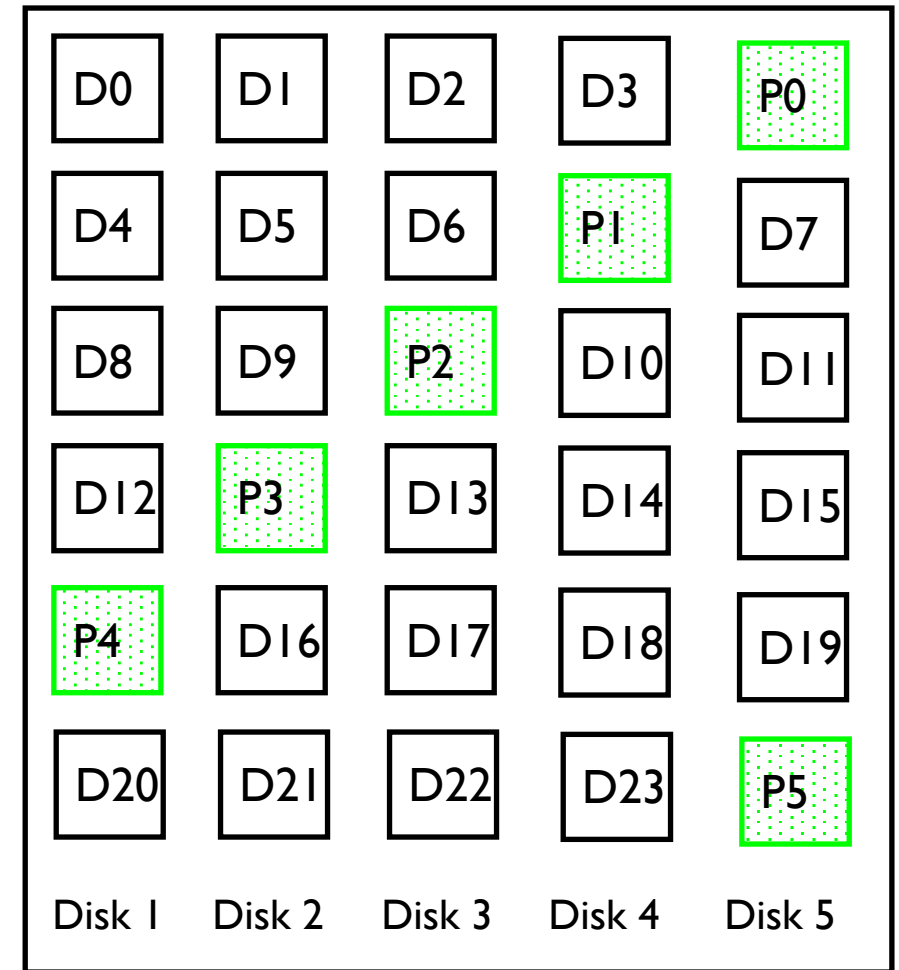 D0 D1 D2 D3 P0
D4 D5 D6 P1 D7
D8 D9 P2 D10 D11
D12 P3 D13 D14 D15
P4 D16 D17 D18 D19
D20 D21 D22 D23 P5
Disk 1 Disk 2 Disk 3 Disk 4 Disk 5